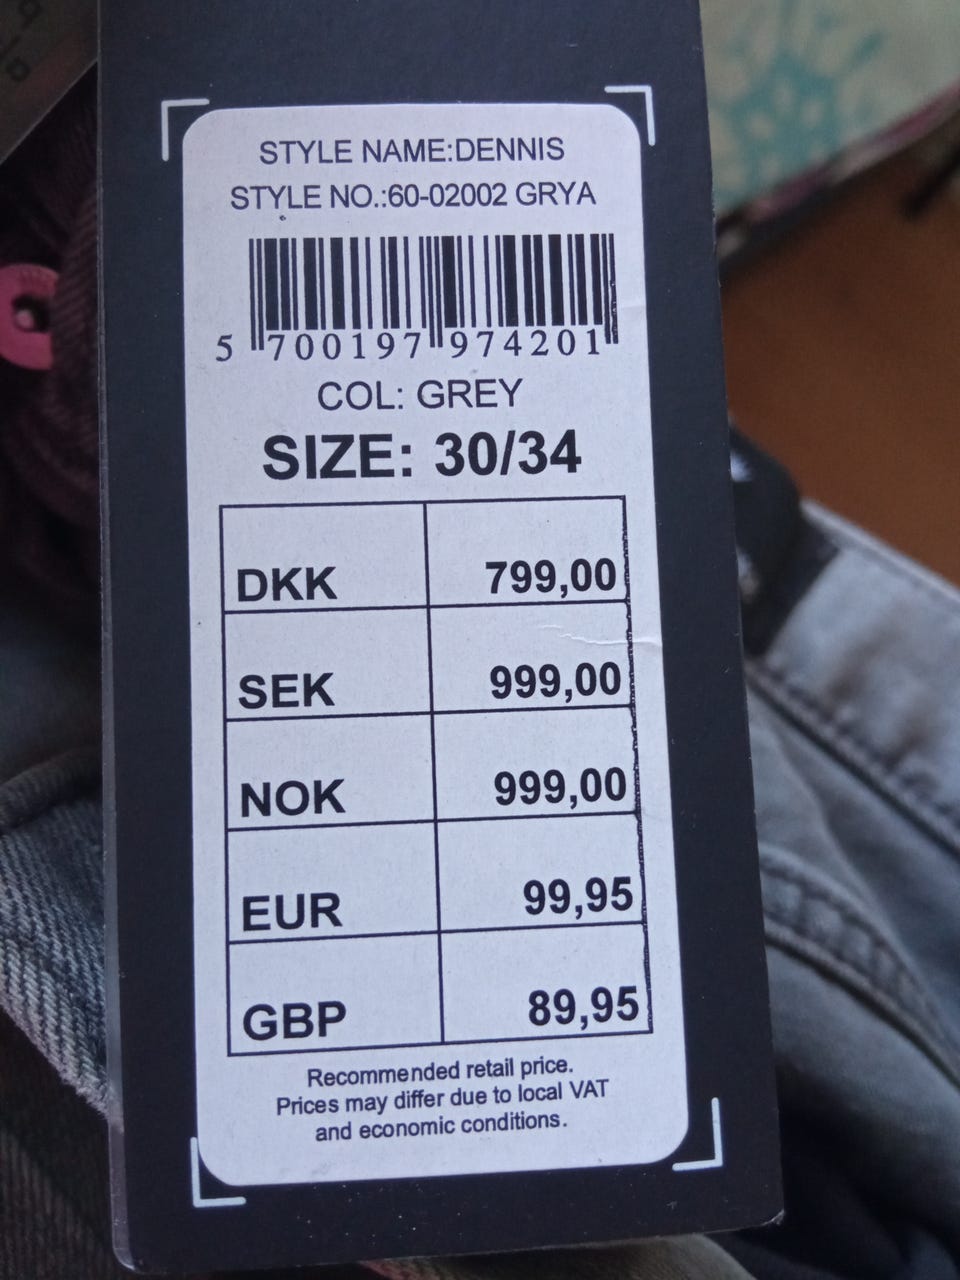 STYLE NAME:DENNIS
STYLE NO.:60-02002 GRYA
5 700197 974201
COL: GREY
SIZE: 30/34
DKK 799,00
SEK 999,00
NOK 999,00
EUR 99,95
GBP 89,95
Recommended retail price.
Prices may differ due to local VAT
and economic conditions.